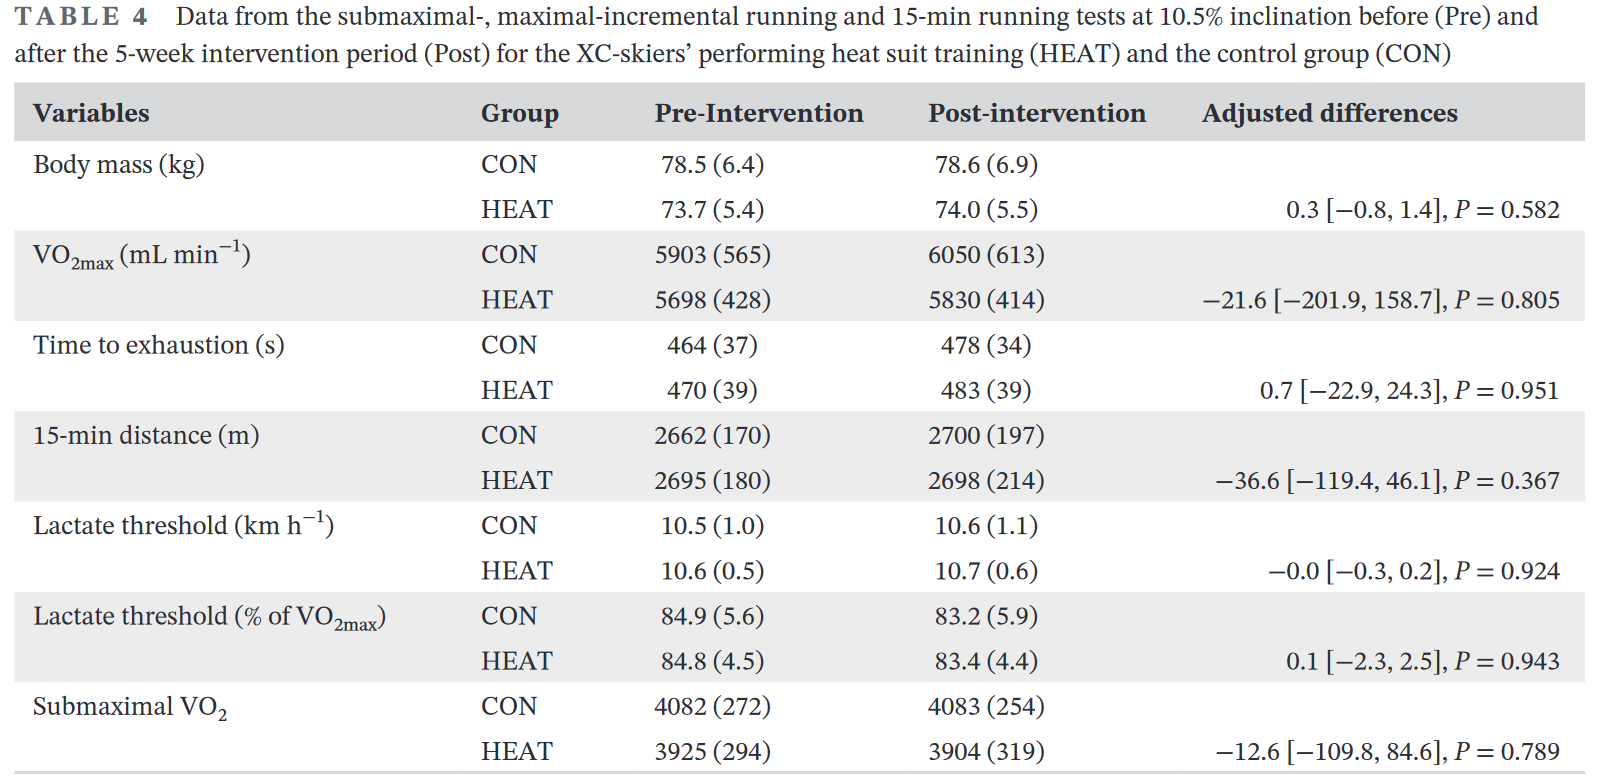 TABLE 4 Data from the submaximal-, maximal-incremental running and 15-min running tests at 10.5% inclination before (Pre) and
after the 5-week intervention period (Post) for the XC-skiers’ performing heat suit training (HEAT) and the control group (CON)
Variables Group Pre-Intervention Post-intervention Adjusted differences
Body mass (kg) CON 78.5 (6.4) 78.6 (6.9)
HEAT 73.7 (5.4) 74.0 (5.5) 0.3 [−0.8, 1.4], P = 0.582
VO₂max (mL min⁻¹) CON 5903 (565) 6050 (613)
HEAT 5698 (428) 5830 (414) −21.6 [−201.9, 158.7], P = 0.805
Time to exhaustion (s) CON 464 (37) 478 (34)
HEAT 470 (39) 483 (39) 0.7 [−22.9, 24.3], P = 0.951
15-min distance (m) CON 2662 (170) 2700 (197)
HEAT 2695 (180) 2698 (214) −36.6 [−119.4, 46.1], P = 0.367
Lactate threshold (km h⁻¹) CON 10.5 (1.0) 10.6 (1.1)
HEAT 10.6 (0.5) 10.7 (0.6) −0.0 [−0.3, 0.2], P = 0.924
Lactate threshold (% of VO₂max) CON 84.9 (5.6) 83.2 (5.9)
HEAT 84.8 (4.5) 83.4 (4.4) 0.1 [−2.3, 2.5], P = 0.943
Submaximal VO₂ CON 4082 (272) 4083 (254)
HEAT 3925 (294) 3904 (319) −12.6 [−109.8, 84.6], P = 0.789